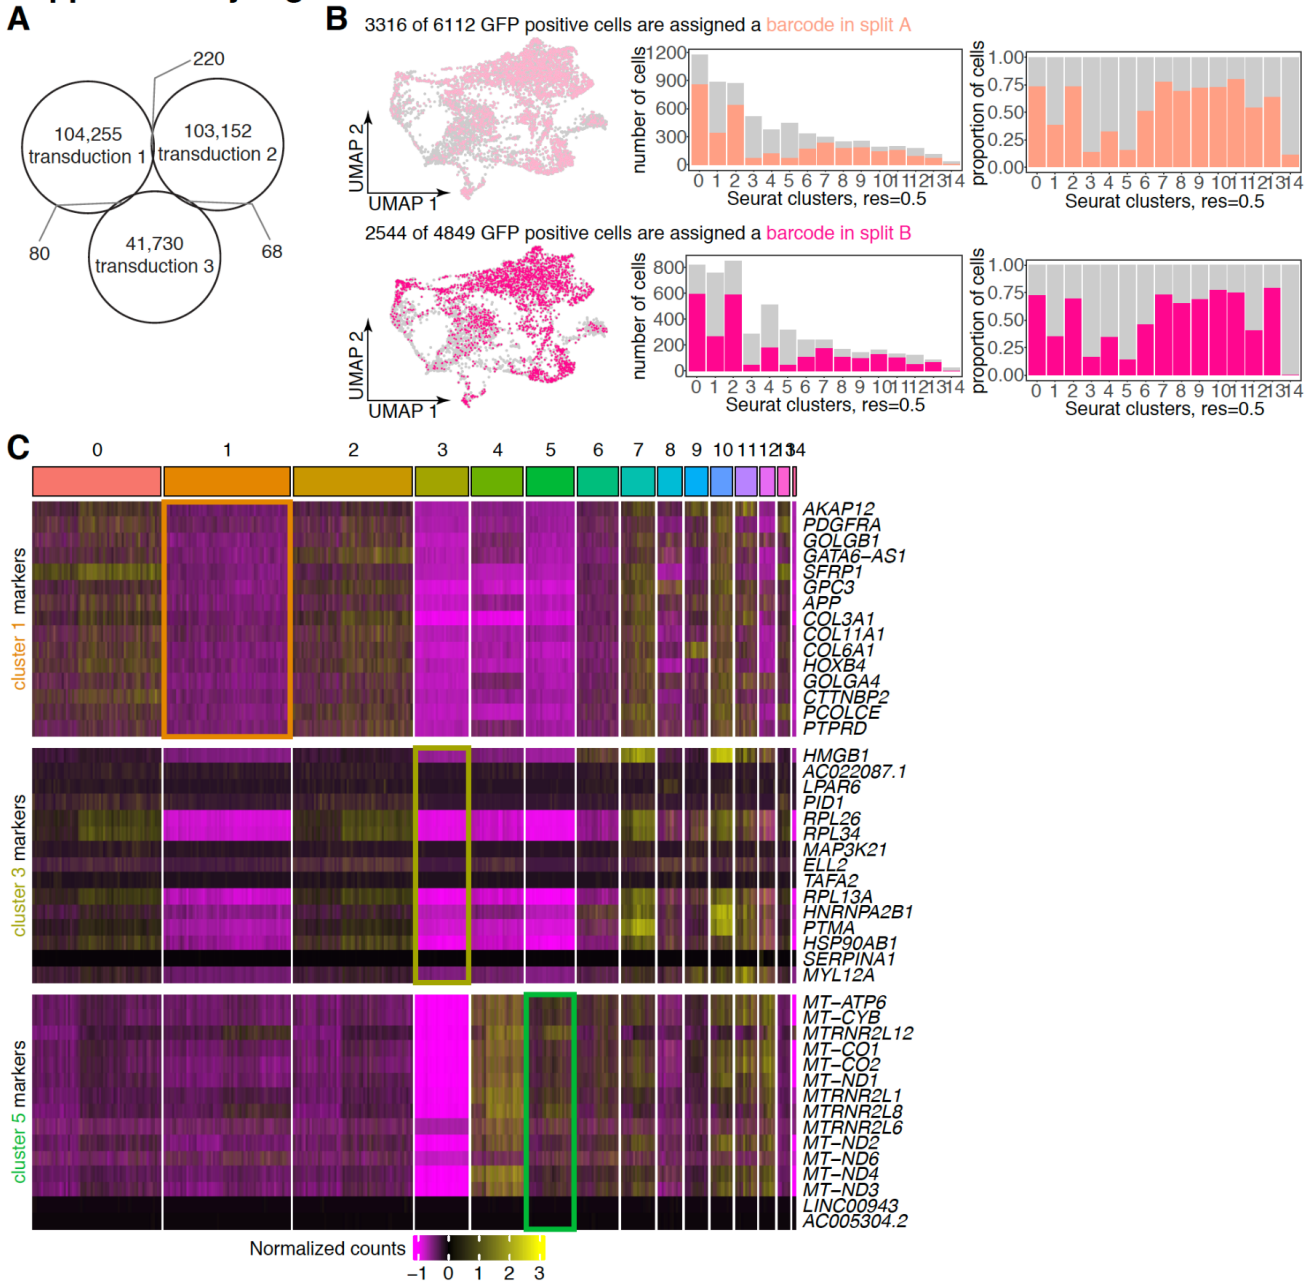 A
220
104,255
transduction 1
103,152
transduction 2
80
41,730
transduction 3
68
B
3316 of 6112 GFP positive cells are assigned a barcode in split A
UMAP 2
UMAP 1
number of cells
1200
900
600
300
0
0 1 2 3 4 5 6 7 8 9 10 11 12 13 14
Seurat clusters, res=0.5
proportion of cells
1.00
0.75
0.50
0.25
0.00
0 1 2 3 4 5 6 7 8 9 10 11 12 13 14
Seurat clusters, res=0.5
2544 of 4849 GFP positive cells are assigned a barcode in split B
UMAP 2
UMAP 1
number of cells
800
600
400
200
0
0 1 2 3 4 5 6 7 8 9 10 11 12 13 14
Seurat clusters, res=0.5
proportion of cells
1.00
0.75
0.50
0.25
0.00
0 1 2 3 4 5 6 7 8 9 10 11 12 13 14
Seurat clusters, res=0.5
C
0 1 2 3 4 5 6 7 8 9 10 11 12 13 14
cluster 1 markers
AKAP12
PDGFRA
GOLGB1
GATA6-AS1
SFRP1
GPC3
APP
COL3A1
COL11A1
COL6A1
HOXB4
GOLGA4
CTTNBP2
PCOLCE
PTPRD
cluster 3 markers
HMGB1
AC022087.1
LPAR6
PID1
RPL26
RPL34
MAP3K21
ELL2
TAFA2
RPL13A
HNRNPA2B1
PTMA
HSP90AB1
SERPINA1
MYL12A
cluster 5 markers
MT-ATP6
MT-CYB
MTRNR2L12
MT-CO1
MT-CO2
MT-ND1
MTRNR2L1
MTRNR2L8
MTRNR2L6
MT-ND2
MT-ND6
MT-ND4
MT-ND3
LINC00943
AC005304.2
Normalized counts
−1 0 1 2 3